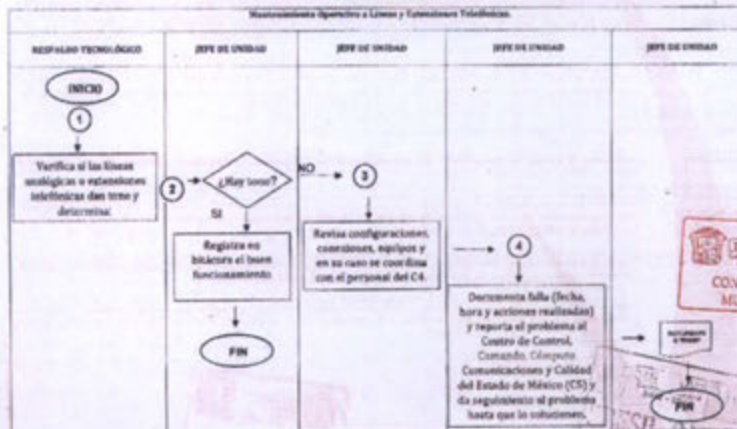 Mantenimiento Operativo a Líneas y Extensiones Telefónicas.
RESPALDO TECNOLÓGICO
JEFE DE UNIDAD
JEFE DE UNIDAD
JEFE DE UNIDAD
JEFE DE UNIDAD
INICIO
1
Verifica si las líneas
analógicas o extensiones
telefónicas dan tono y
determina:
2
¿Hay tono?
NO
SI
Registra en
bitácora el buen
funcionamiento
FIN
3
Revisa configuraciones,
conexiones, equipos y
en su caso se coordina
con el personal del C4.
4
Documenta falla (fecha,
hora y acciones realizadas)
y reporta el problema al
Centro de Control,
Comando, Cómputo,
Comunicaciones y Calidad
del Estado de México (C5) y
da seguimiento al problema
hasta que lo solucionen.
FIN